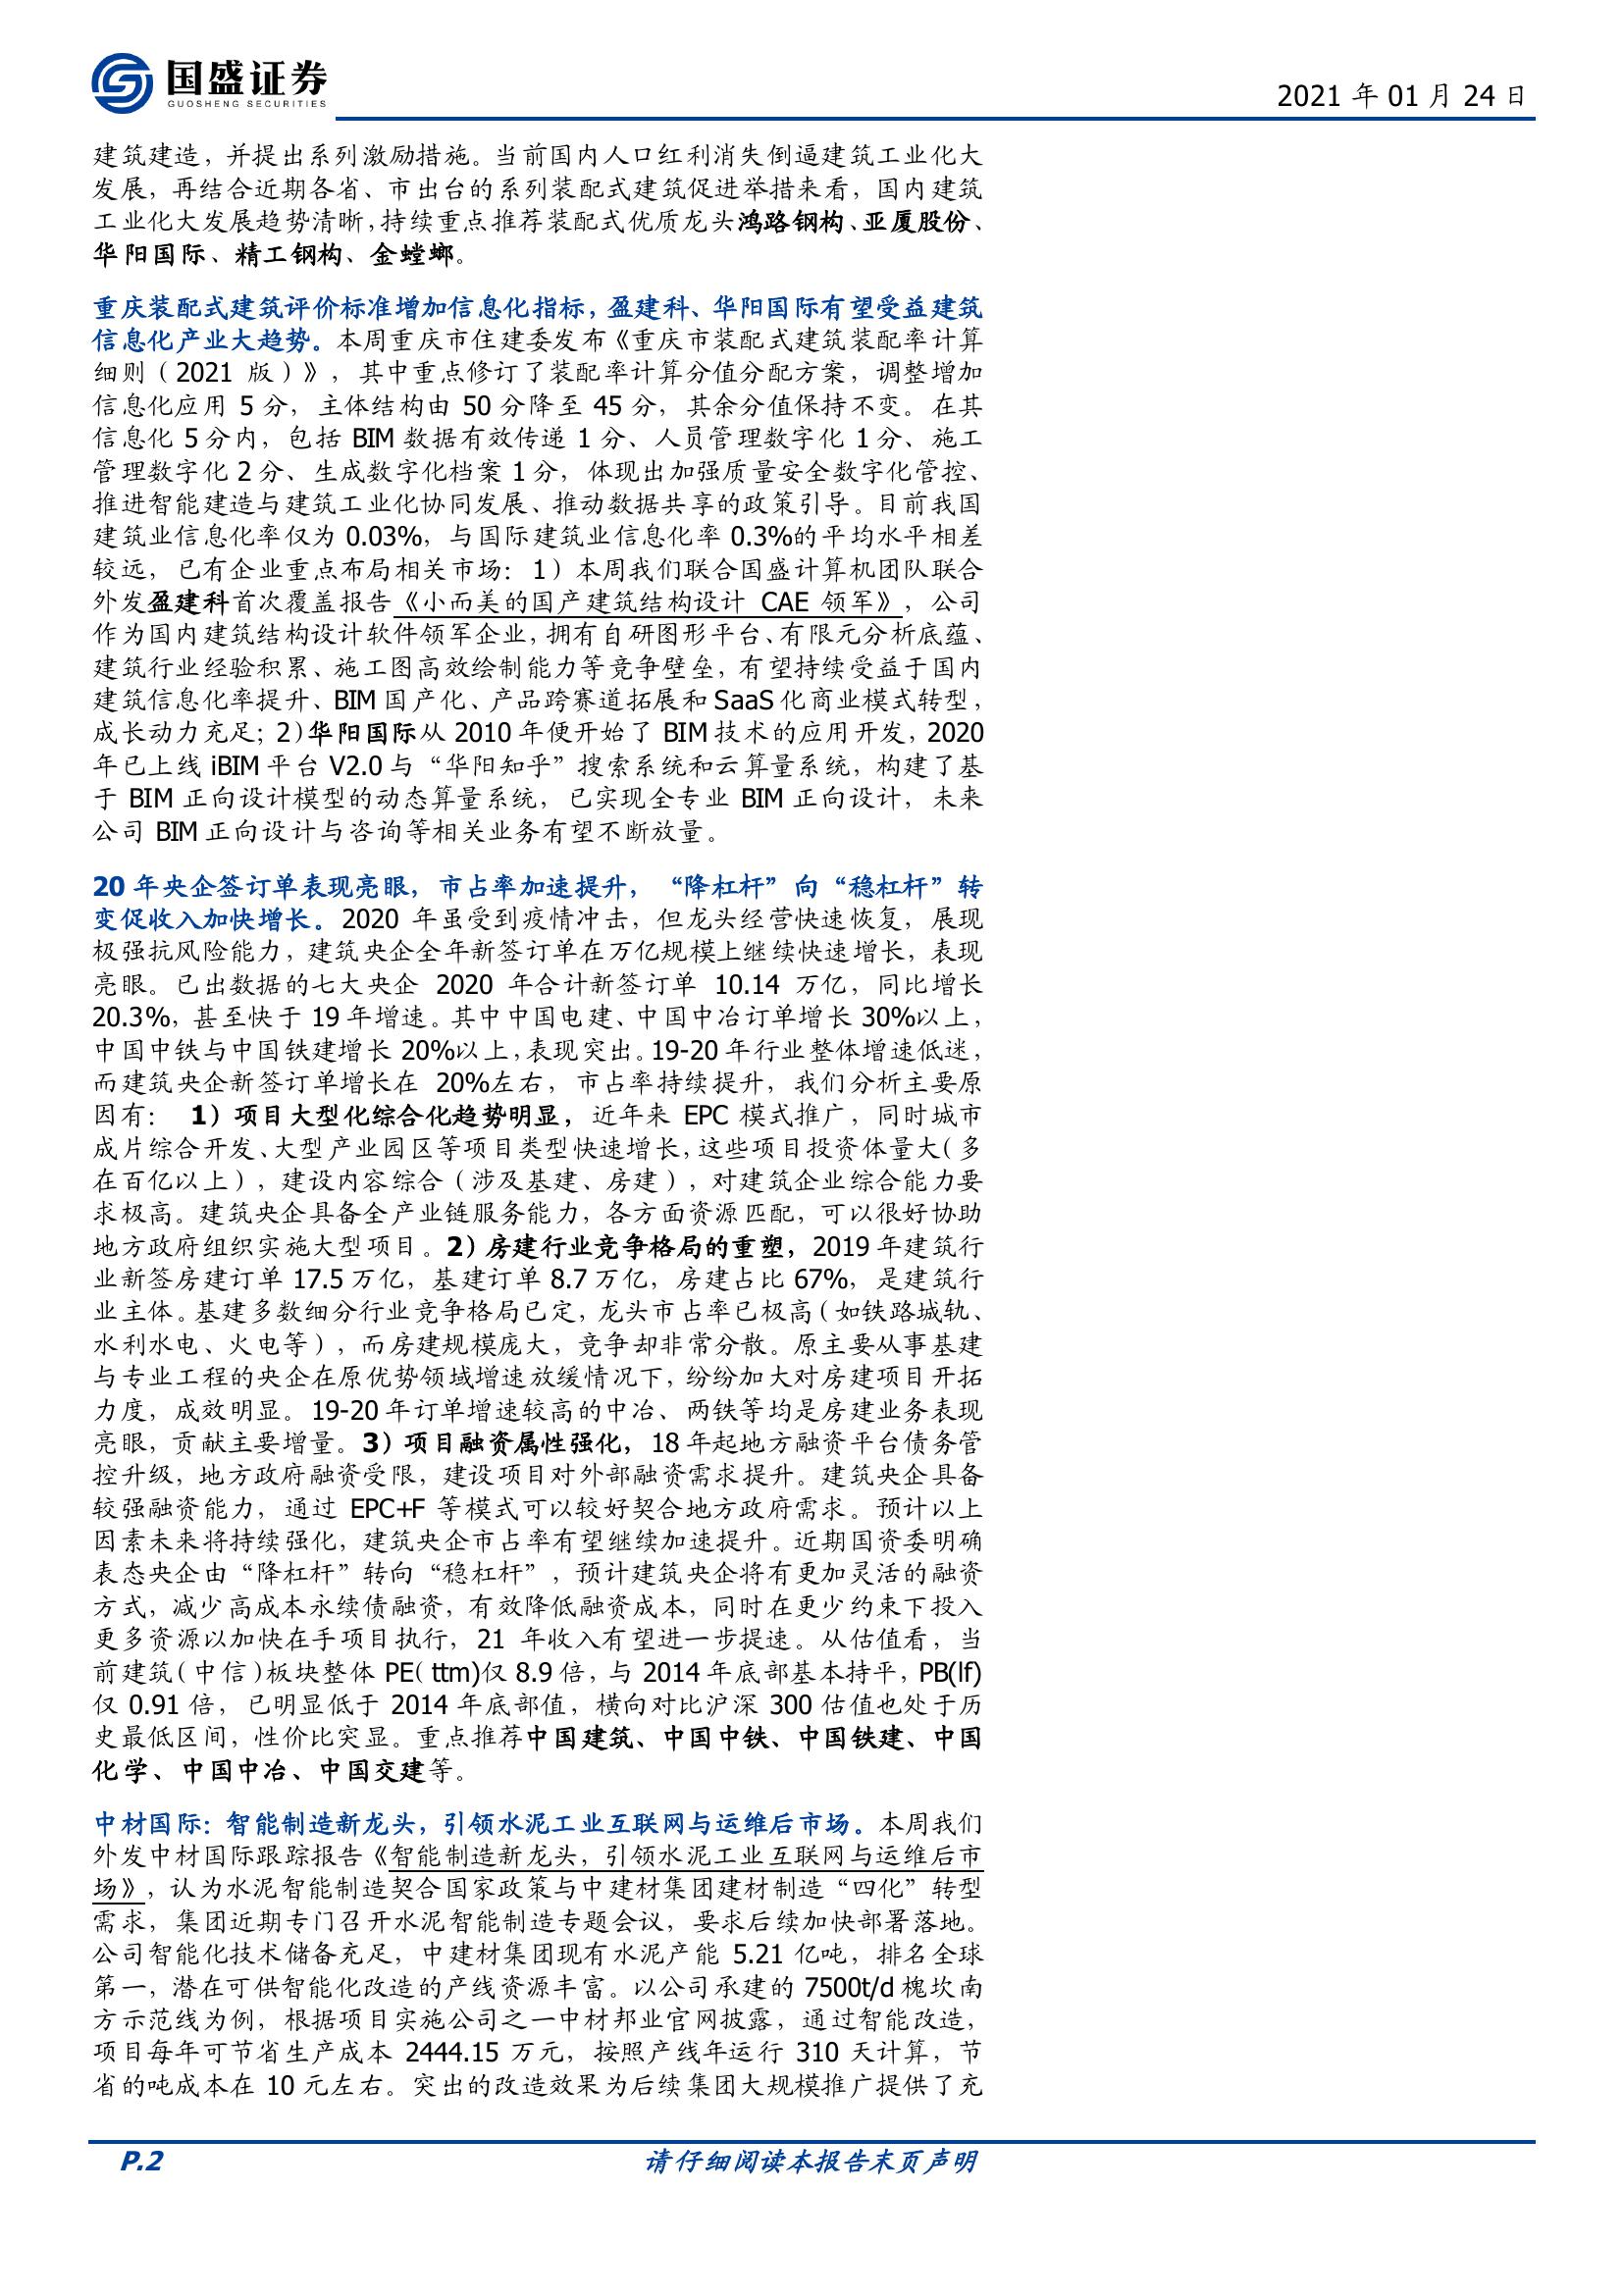 国盛证券
GUOSHENG SECURITIES
2021 年 01 月 24 日
建筑建造，并提出系列激励措施。当前国内人口红利消失倒逼建筑工业化大
发展，再结合近期各省、市出台的系列装配式建筑促进举措来看，国内建筑
工业化大发展趋势清晰，持续重点推荐装配式优质龙头鸿路钢构、亚厦股份、
华阳国际、精工钢构、金螳螂。
重庆装配式建筑评价标准增加信息化指标，盈建科、华阳国际有望受益建筑
信息化产业大趋势。本周重庆市住建委发布《重庆市装配式建筑装配率计算
细则（2021 版）》，其中重点修订了装配率计算分值分配方案，调整增加
信息化应用 5 分，主体结构由 50 分降至 45 分，其余分值保持不变。在其
信息化 5 分内，包括 BIM 数据有效传递 1 分、人员管理数字化 1 分、施工
管理数字化 2 分、生成数字化档案 1 分，体现出加强质量安全数字化管控、
推进智能建造与建筑工业化协同发展、推动数据共享的政策引导。目前我国
建筑业信息化率仅为 0.03%，与国际建筑业信息化率 0.3%的平均水平相差
较远，已有企业重点布局相关市场：1）本周我们联合国盛计算机团队联合
外发盈建科首次覆盖报告《小而美的国产建筑结构设计 CAE 领军》，公司
作为国内建筑结构设计软件领军企业，拥有自研图形平台、有限元分析底蕴、
建筑行业经验积累、施工图高效绘制能力等竞争壁垒，有望持续受益于国内
建筑信息化率提升、BIM 国产化、产品跨赛道拓展和 SaaS 化商业模式转型，
成长动力充足；2）华阳国际从 2010 年便开始了 BIM 技术的应用开发，2020
年已上线 iBIM 平台 V2.0 与“华阳知乎”搜索系统和云算量系统，构建了基
于 BIM 正向设计模型的动态算量系统，已实现全专业 BIM 正向设计，未来
公司 BIM 正向设计与咨询等相关业务有望不断放量。
20 年央企签订单表现亮眼，市占率加速提升，“降杠杆”向“稳杠杆”转
变促收入加快增长。2020 年虽受到疫情冲击，但龙头经营快速恢复，展现
极强抗风险能力，建筑央企全年新签订单在万亿规模上继续快速增长，表现
亮眼。已出数据的七大央企 2020 年合计新签订单 10.14 万亿，同比增长
20.3%，甚至快于 19 年增速。其中中国电建、中国中冶订单增长 30%以上，
中国中铁与中国铁建增长 20%以上，表现突出。19-20 年行业整体增速低迷，
而建筑央企新签订单增长在 20%左右，市占率持续提升，我们分析主要原
因有： 1）项目大型化综合化趋势明显，近年来 EPC 模式推广，同时城市
成片综合开发、大型产业园区等项目类型快速增长，这些项目投资体量大（多
在百亿以上），建设内容综合（涉及基建、房建），对建筑企业综合能力要
求极高。建筑央企具备全产业链服务能力，各方面资源匹配，可以很好协助
地方政府组织实施大型项目。2）房建行业竞争格局的重塑，2019 年建筑行
业新签房建订单 17.5 万亿，基建订单 8.7 万亿，房建占比 67%，是建筑行
业主体。基建多数细分行业竞争格局已定，龙头市占率已极高（如铁路城轨、
水利水电、火电等），而房建规模庞大，竞争却非常分散。原主要从事基建
与专业工程的央企在原优势领域增速放缓情况下，纷纷加大对房建项目开拓
力度，成效明显。19-20 年订单增速较高的中冶、两铁等均是房建业务表现
亮眼，贡献主要增量。3）项目融资属性强化，18 年起地方融资平台债务管
控升级，地方政府融资受限，建设项目对外部融资需求提升。建筑央企具备
较强融资能力，通过 EPC+F 等模式可以较好契合地方政府需求。预计以上
因素未来将持续强化，建筑央企市占率有望继续加速提升。近期国资委明确
表态央企由“降杠杆”转向“稳杠杆”，预计建筑央企将有更加灵活的融资
方式，减少高成本永续债融资，有效降低融资成本，同时在更少约束下投入
更多资源以加快在手项目执行，21 年收入有望进一步提速。从估值看，当
前建筑（中信）板块整体 PE（ttm)仅 8.9 倍，与 2014 年底部基本持平，PB(lf)
仅 0.91 倍，已明显低于 2014 年底部值，横向对比沪深 300 估值也处于历
史最低区间，性价比突显。重点推荐中国建筑、中国中铁、中国铁建、中国
化学、中国中冶、中国交建等。
中材国际：智能制造新龙头，引领水泥工业互联网与运维后市场。本周我们
外发中材国际跟踪报告《智能制造新龙头，引领水泥工业互联网与运维后市
场》，认为水泥智能制造契合国家政策与中建材集团建材制造“四化”转型
需求，集团近期专门召开水泥智能制造专题会议，要求后续加快部署落地。
公司智能化技术储备充足，中建材集团现有水泥产能 5.21 亿吨，排名全球
第一，潜在可供智能化改造的产线资源丰富。以公司承建的 7500t/d 槐坎南
方示范线为例，根据项目实施公司之一中材邦业官网披露，通过智能改造，
项目每年可节省生产成本 2444.15 万元，按照产线年运行 310 天计算，节
省的吨成本在 10 元左右。突出的改造效果为后续集团大规模推广提供了充
P.2
请仔细阅读本报告末页声明